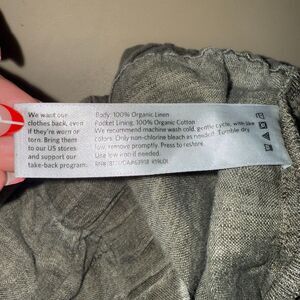 We want our
clothes back, even
if they're worn or
torn. Bring them
to our US stores
and support our
take-back program.
Body: 100% Organic Linen
Pocket Lining: 100% Organic Cotton
We recommend machine wash cold, gentle cycle, with like
colors. Only non-chlorine bleach as needed. Tumble dry
low, remove promptly. Press to restore.
Use low iron if needed.
RN#